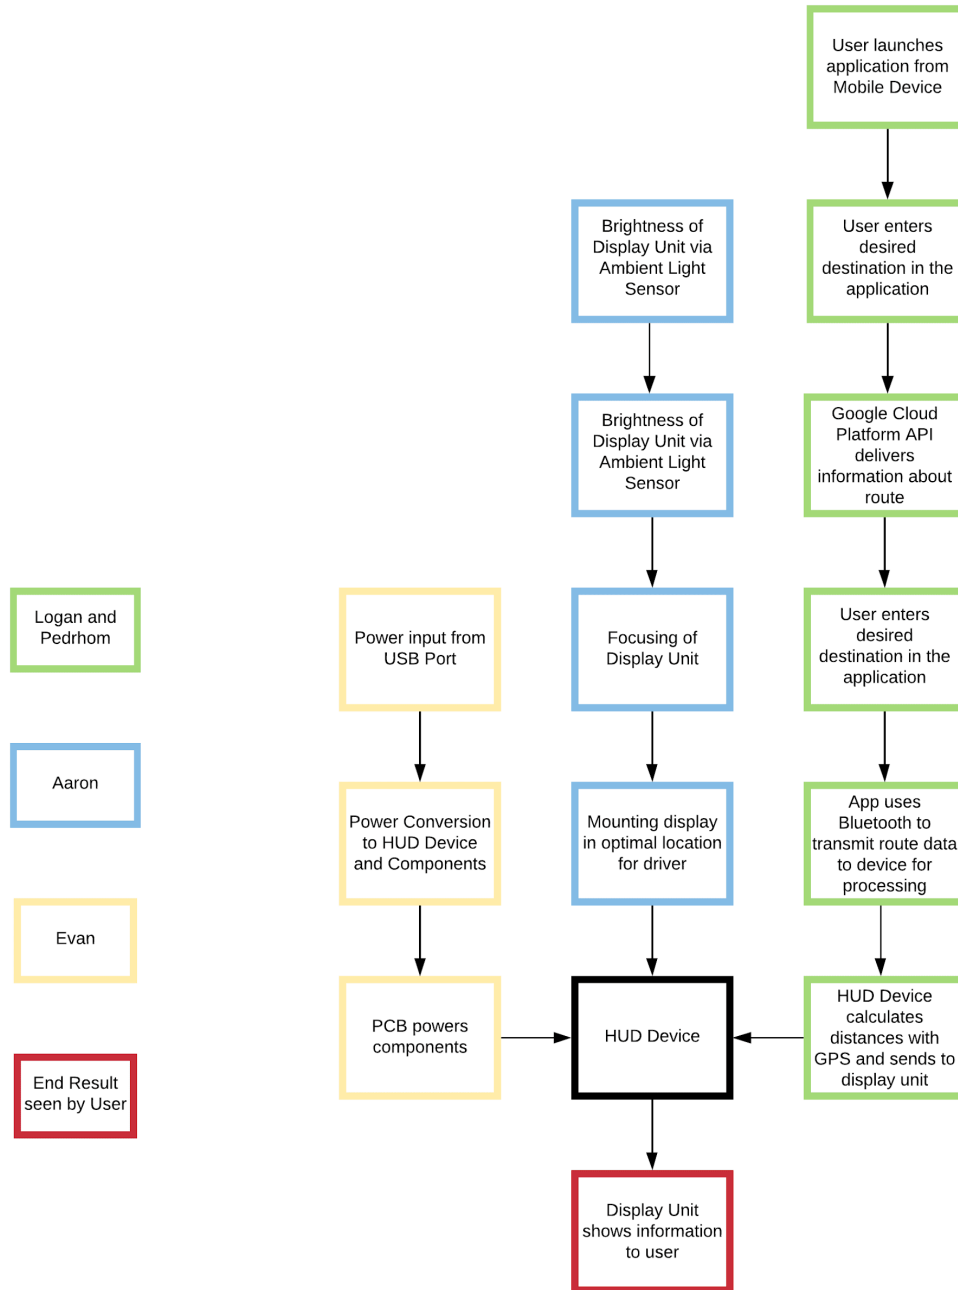 User launches
application from
Mobile Device
Brightness of
Display Unit via
Ambient Light
Sensor
User enters
desired
destination in the
application
Brightness of
Display Unit via
Ambient Light
Sensor
Google Cloud
Platform API
delivers
information about
route
Logan and
Pedrhom
Power input from
USB Port
Focusing of
Display Unit
User enters
desired
destination in the
application
Aaron
Power Conversion
to HUD Device
and Components
Mounting display
in optimal location
for driver
App uses
Bluetooth to
transmit route data
to device for
processing
Evan
PCB powers
components
HUD Device
HUD Device
calculates
distances with
GPS and sends to
display unit
End Result
seen by User
Display Unit
shows information
to user